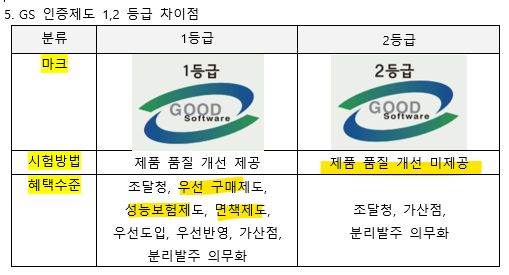 5. GS 인증제도 1,2 등급 차이점
분류 1등급 2등급
마크
1등급
GOOD
Software
2등급
GOOD
Software
시험방법 제품 품질 개선 제공 제품 품질 개선 미제공
혜택수준
조달청, 우선 구매제도,
성능보험제도, 면책제도,
우선도입, 우선반영, 가산점,
분리발주 의무화
조달청, 가산점,
분리발주 의무화